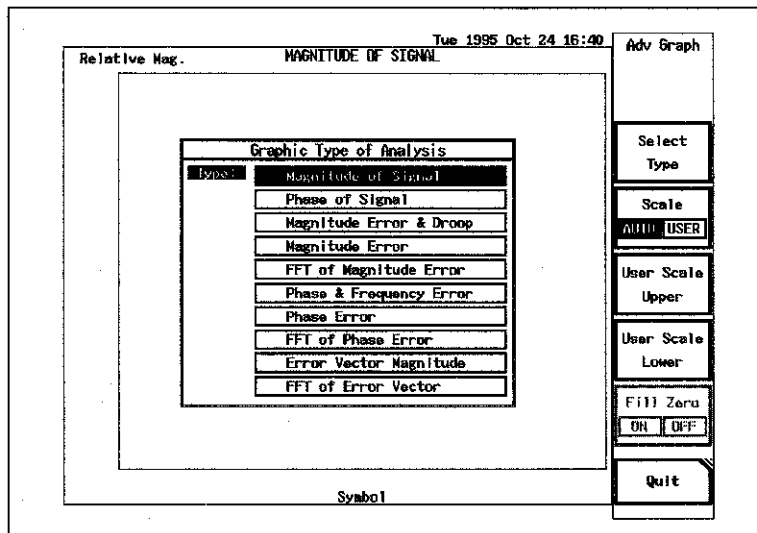 Tue 1995 Oct 24 16:40
Relative Mag.
MAGNITUDE OF SIGNAL
Graphic Type of Analysis
Type:
Magnitude of Signal
Phase of Signal
Magnitude Error & Droop
Magnitude Error
FFT of Magnitude Error
Phase & Frequency Error
Phase Error
FFT of Phase Error
Error Vector Magnitude
FFT of Error Vector
Symbol
Adv Graph
Select
Type
Scale
AUTO USER
User Scale
Upper
User Scale
Lower
Fill Zero
ON OFF
Quit